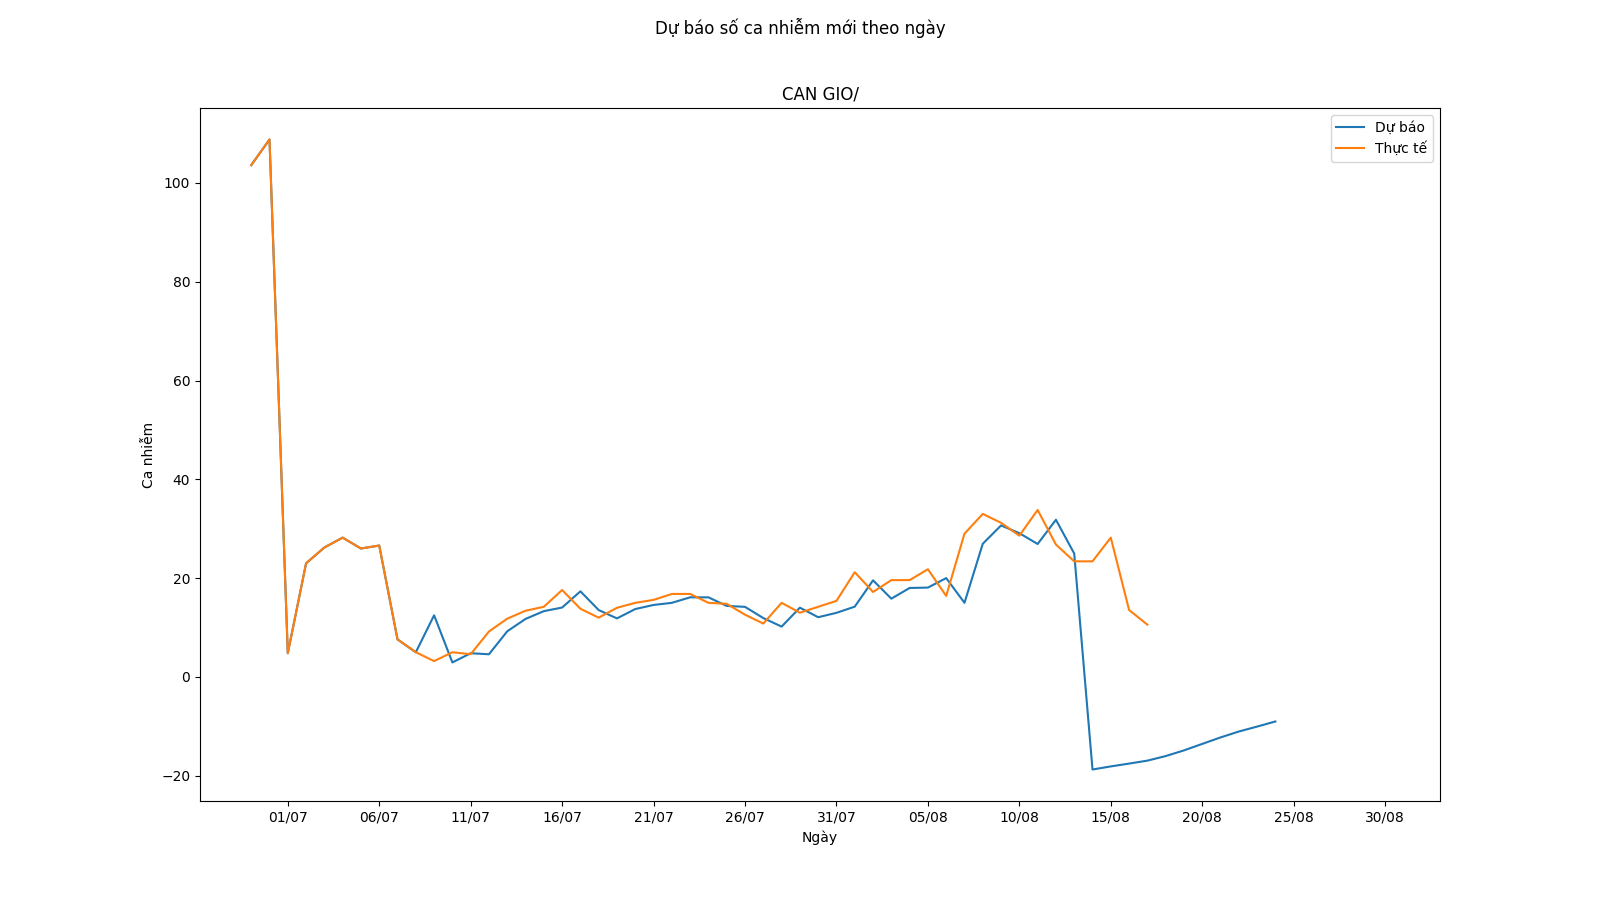 Dự báo số ca nhiễm mới theo ngày
CAN GIO/
Dự báo
Thực tế
100
80
60
40
20
0
−20
Ca nhiễm
01/07 06/07 11/07 16/07 21/07 26/07 31/07 05/08 10/08 15/08 20/08 25/08 30/08
Ngày